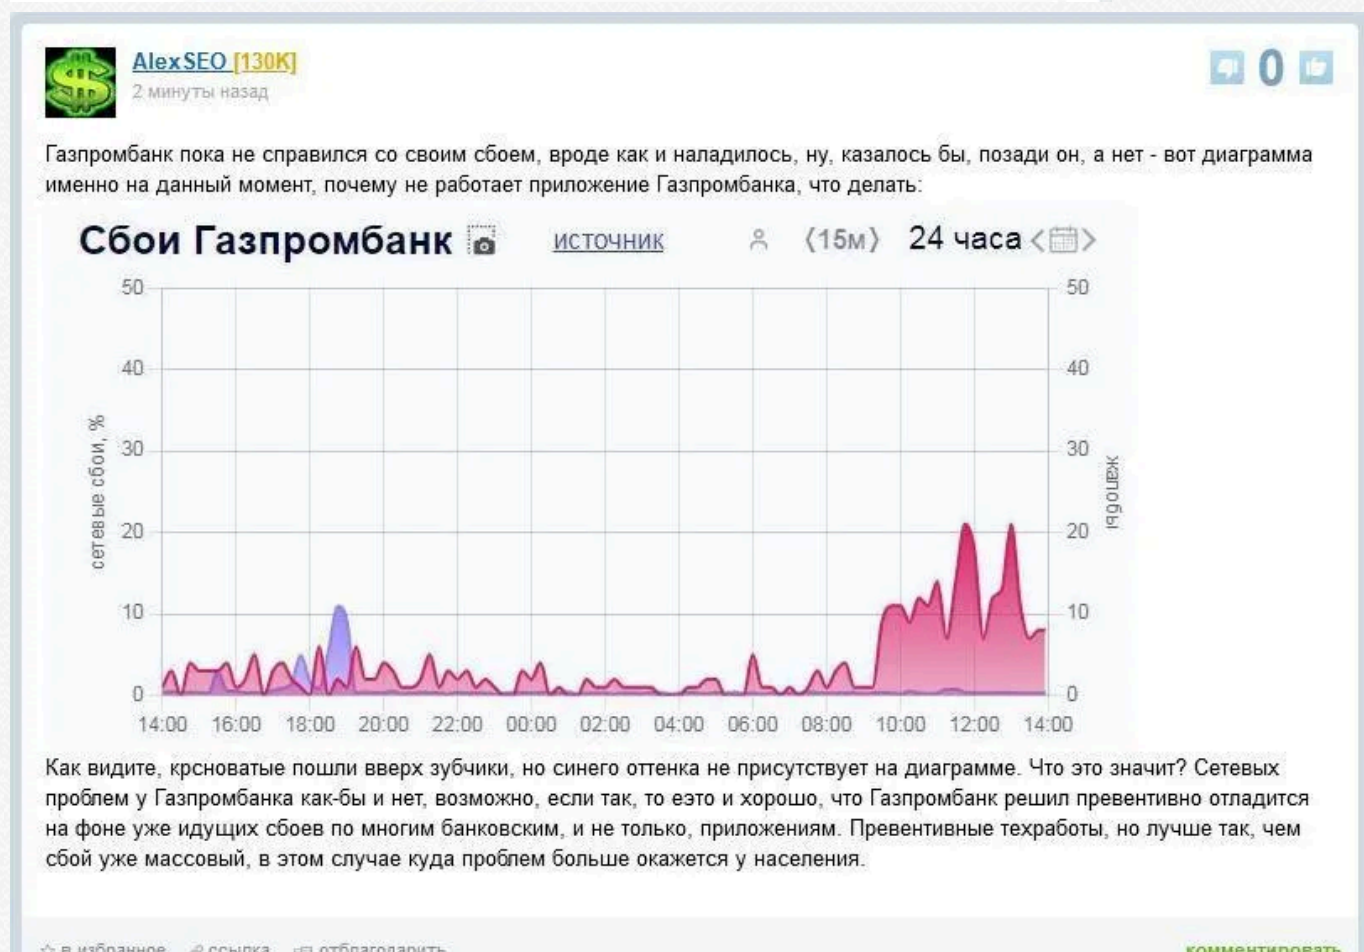 AlexSEO [130K]
2 минуты назад
0
Газпромбанк пока не справился со своим сбоем, вроде как и наладилось, ну, казалось бы, позади он, а нет - вот диаграмма
именно на данный момент, почему не работает приложение Газпромбанка, что делать:
Сбои Газпромбанк источник (15м) 24 часа
50 50
40 40
30 30
20 20
10 10
0 0
сетевые сбои, %
жалобы
14:00 16:00 18:00 20:00 22:00 00:00 02:00 04:00 06:00 08:00 10:00 12:00 14:00
Как видите, крсноватые пошли вверх зубчики, но синего оттенка не присутствует на диаграмме. Что это значит? Сетевых
проблем у Газпромбанка как-бы и нет, возможно, если так, то еэто и хорошо, что Газпромбанк решил превентивно отладится
на фоне уже идущих сбоев по многим банковским, и не только, приложениям. Превентивные техработы, но лучше так, чем
сбой уже массовый, в этом случае куда проблем больше окажется у населения.
в избранное ссылка отблагодарить комментировать